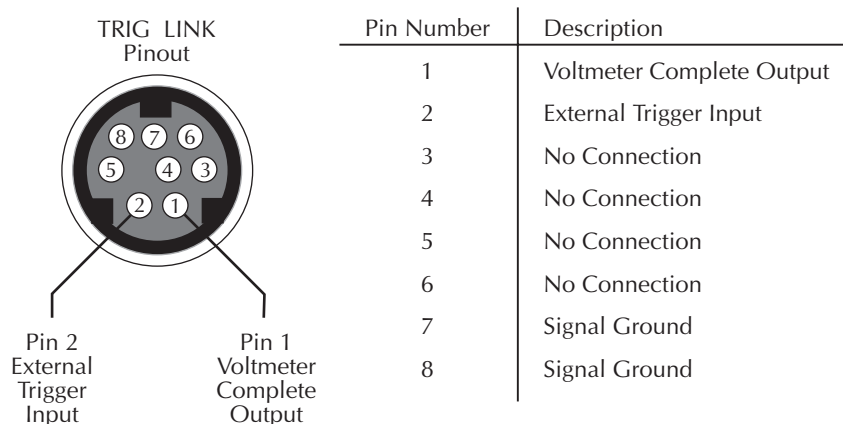 TRIG LINK
Pinout
8 7 6
5 4 3
2 1
Pin 2
External
Trigger
Input
Pin 1
Voltmeter
Complete
Output
Pin Number Description
1 Voltmeter Complete Output
2 External Trigger Input
3 No Connection
4 No Connection
5 No Connection
6 No Connection
7 Signal Ground
8 Signal Ground